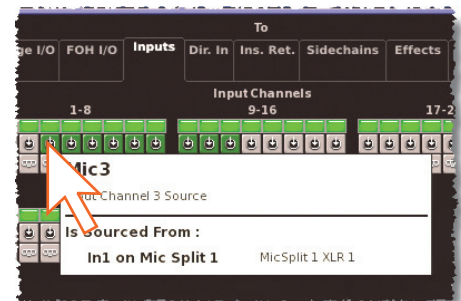 To
ge I/O FOH I/O Inputs Dir. In Ins. Ret. Sidechains Effects
Input Channels
1-8 9-16 17-2
Mic3
Channel 3 Source
Is Sourced From :
In1 on Mic Split 1 MicSplit 1 XLR 1